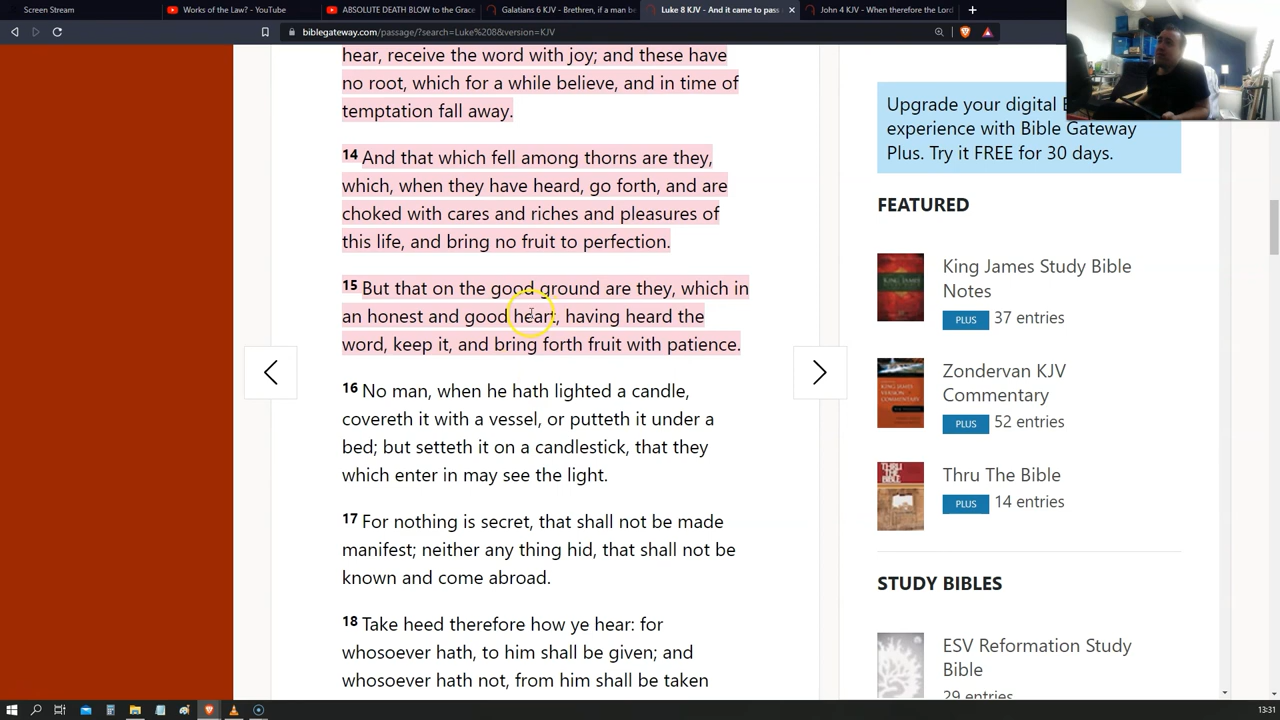 Screen Stream
Works of the Law? - YouTube
ABSOLUTE DEATH BLOW to the Grace
Galatians 6 KJV - Brethren, if a man be
Luke 8 KJV - And it came to pass
John 4 KJV - When therefore the Lord
biblegateway.com/passage/?search=Luke%208&version=KJV
hear, receive the word with joy; and these have
no root, which for a while believe, and in time of
temptation fall away.
14 And that which fell among thorns are they,
which, when they have heard, go forth, and are
choked with cares and riches and pleasures of
this life, and bring no fruit to perfection.
15 But that on the good ground are they, which in
an honest and good heart, having heard the
word, keep it, and bring forth fruit with patience.
16 No man, when he hath lighted a candle,
covereth it with a vessel, or putteth it under a
bed; but setteth it on a candlestick, that they
which enter in may see the light.
17 For nothing is secret, that shall not be made
manifest; neither any thing hid, that shall not be
known and come abroad.
18 Take heed therefore how ye hear: for
whosoever hath, to him shall be given; and
whosoever hath not, from him shall be taken
Upgrade your digital
experience with Bible Gateway
Plus. Try it FREE for 30 days.
FEATURED
King James Study Bible
Notes
PLUS 37 entries
Zondervan KJV
Commentary
PLUS 52 entries
Thru The Bible
PLUS 14 entries
STUDY BIBLES
ESV Reformation Study
Bible
29 entries
13:31